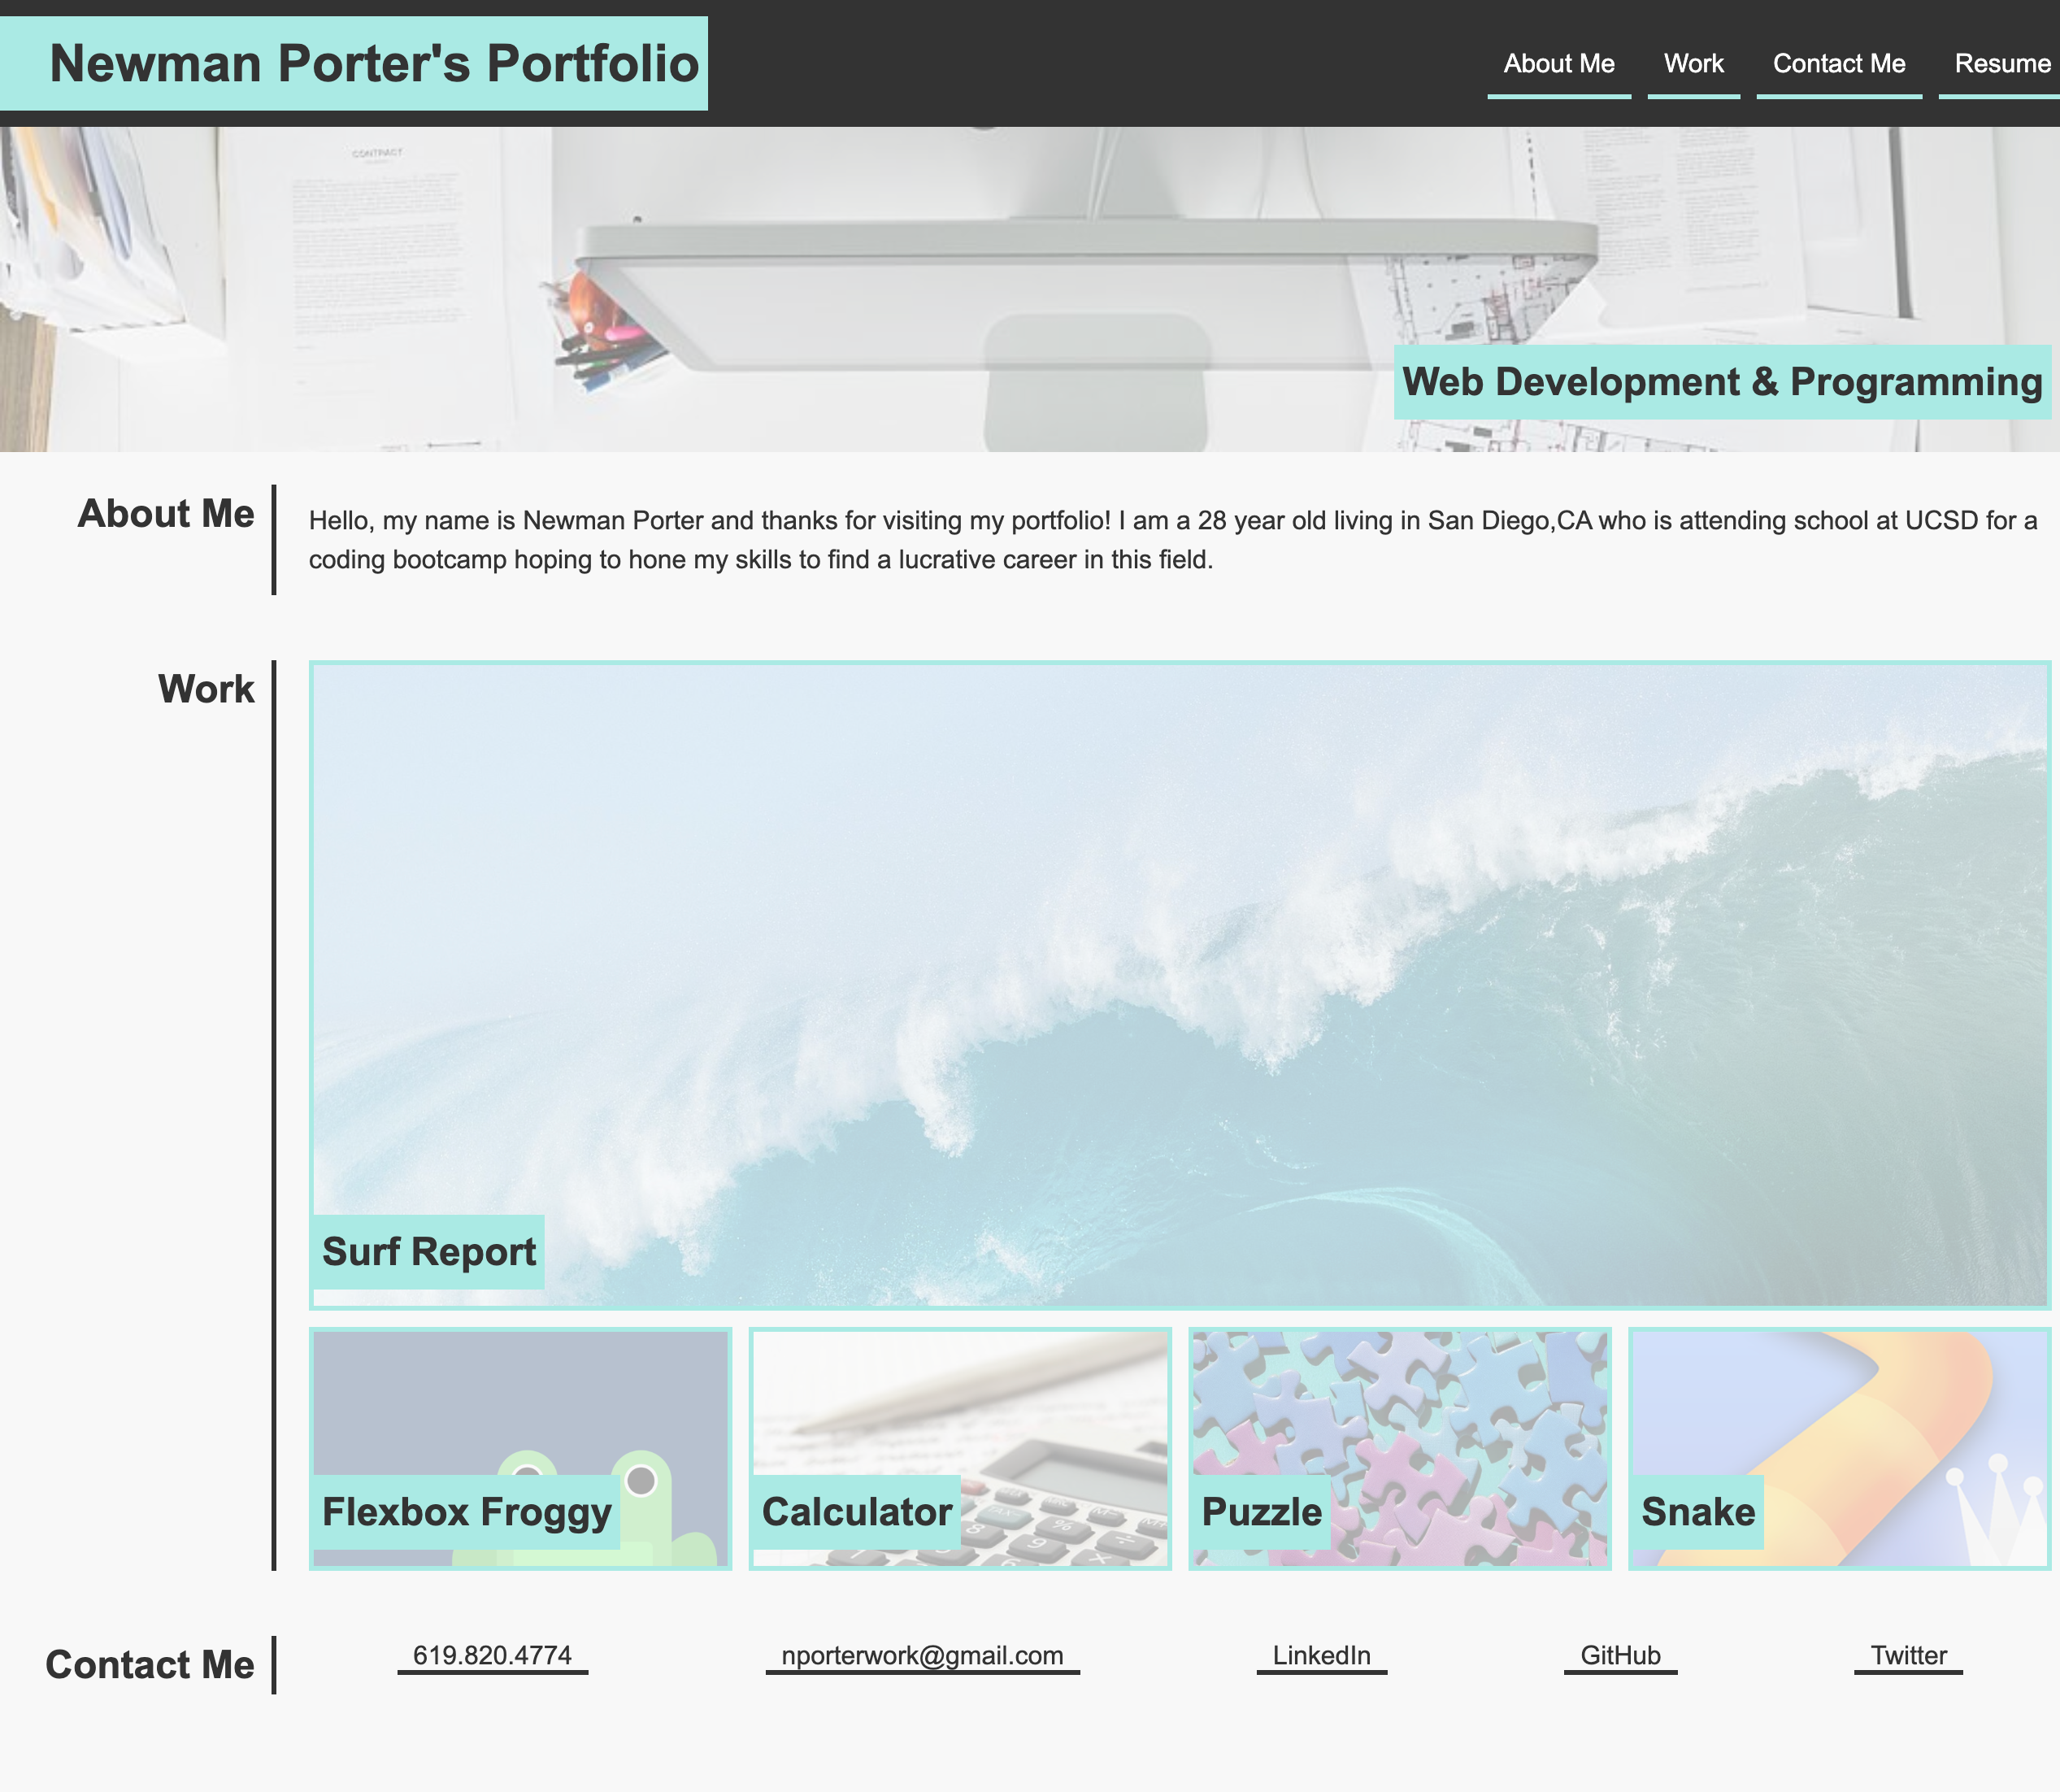 Newman Porter's Portfolio
About Me
Work
Contact Me
Resume
CONTRACT
Web Development & Programming
About Me
Hello, my name is Newman Porter and thanks for visiting my portfolio! I am a 28 year old living in San Diego,CA who is attending school at UCSD for a
coding bootcamp hoping to hone my skills to find a lucrative career in this field.
Work
Surf Report
Flexbox Froggy
Calculator
Puzzle
Snake
Contact Me
619.820.4774
nporterwork@gmail.com
LinkedIn
GitHub
Twitter